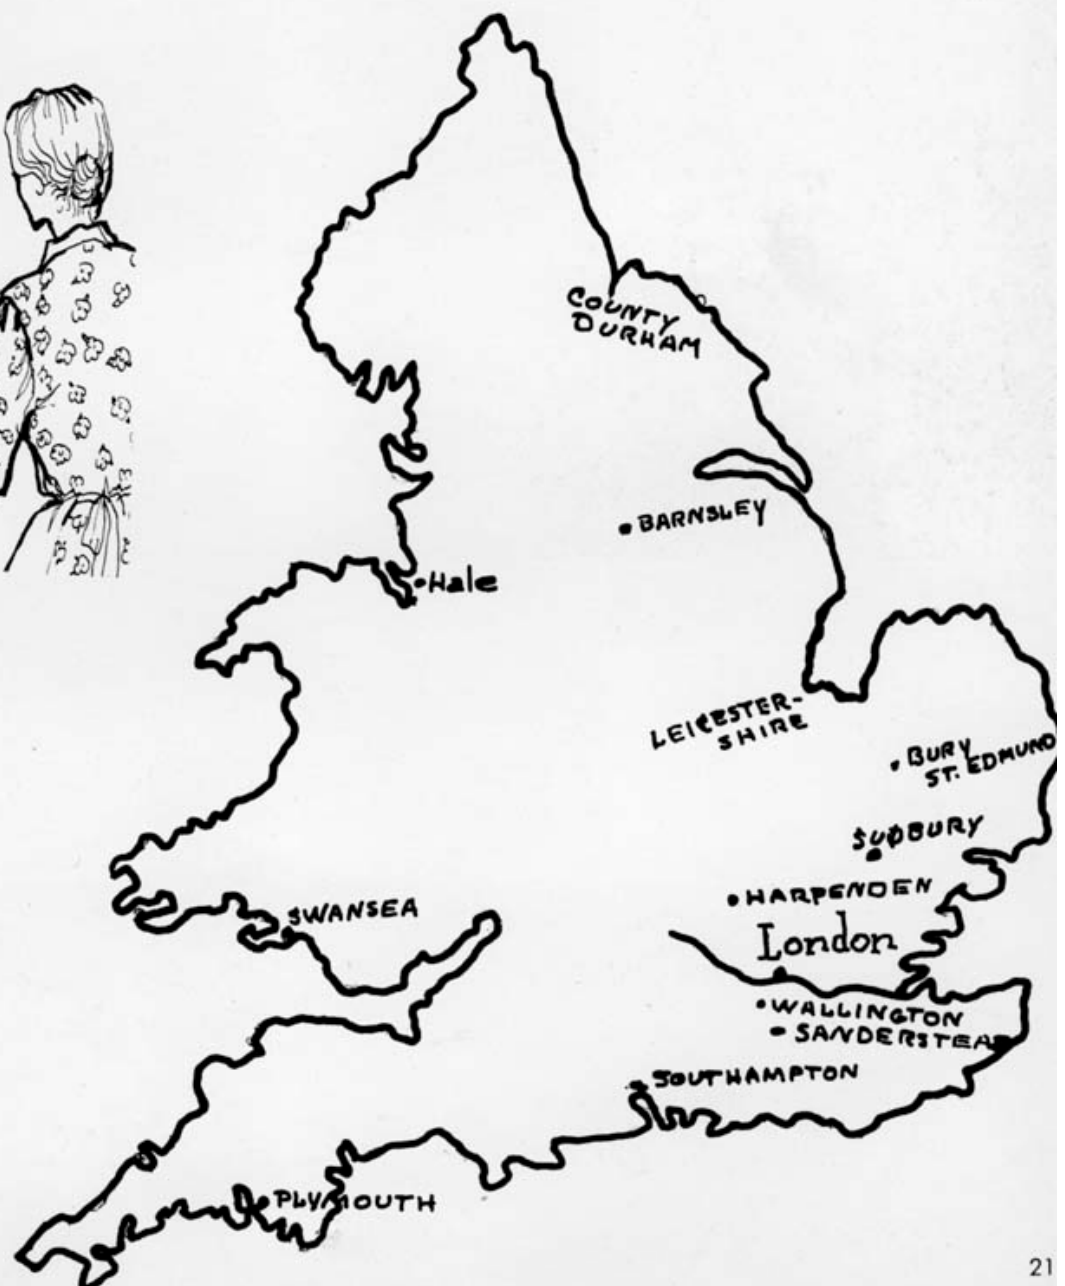 COUNTY
DURHAM
BARNSLEY
Hale
LEICESTER-
SHIRE
BURY
ST. EDMUND
SUDBURY
SWANSEA
HARPENDEN
London
WALLINGTON
SANDERSTEAD
SOUTHAMPTON
PLYMOUTH
21